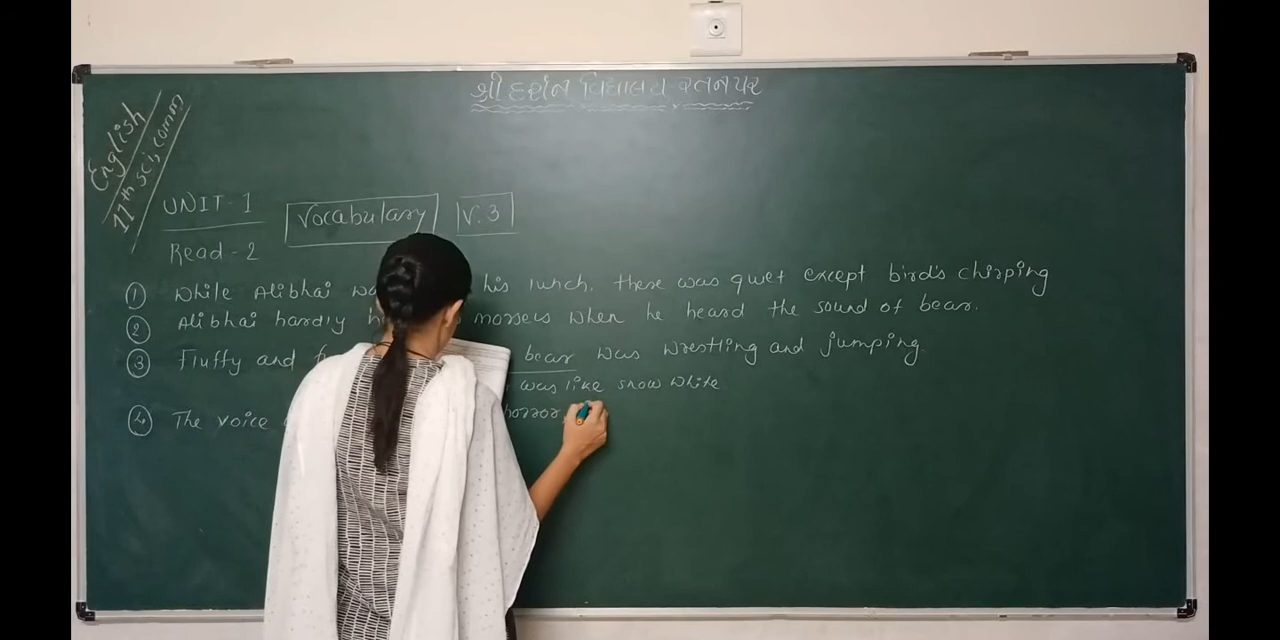 શ્રી દર્શન વિદ્યાલય - રતનપર
English
11th sci, comm
UNIT - 1
Vocabulary V. 3
Read - 2
① While Alibhai his lunch. there was quet except bird's chirping
② Alibhai hardly morsels when he heard the sound of bear.
③ Fluffy and bear was wrestling and jumping
was like snow white
④ The voice horror